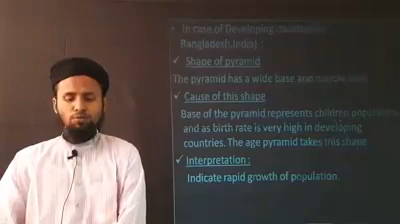 • In case of Developing countries(
Bangladesh,India) :
✓ Shape of pyramid
The pyramid has a wide base and narrow
✓ Cause of this shape
Base of the pyramid represents children population
and as birth rate is very high in developing
countries. The age pyramid takes this shape
✓ Interpretation :
Indicate rapid growth of population.